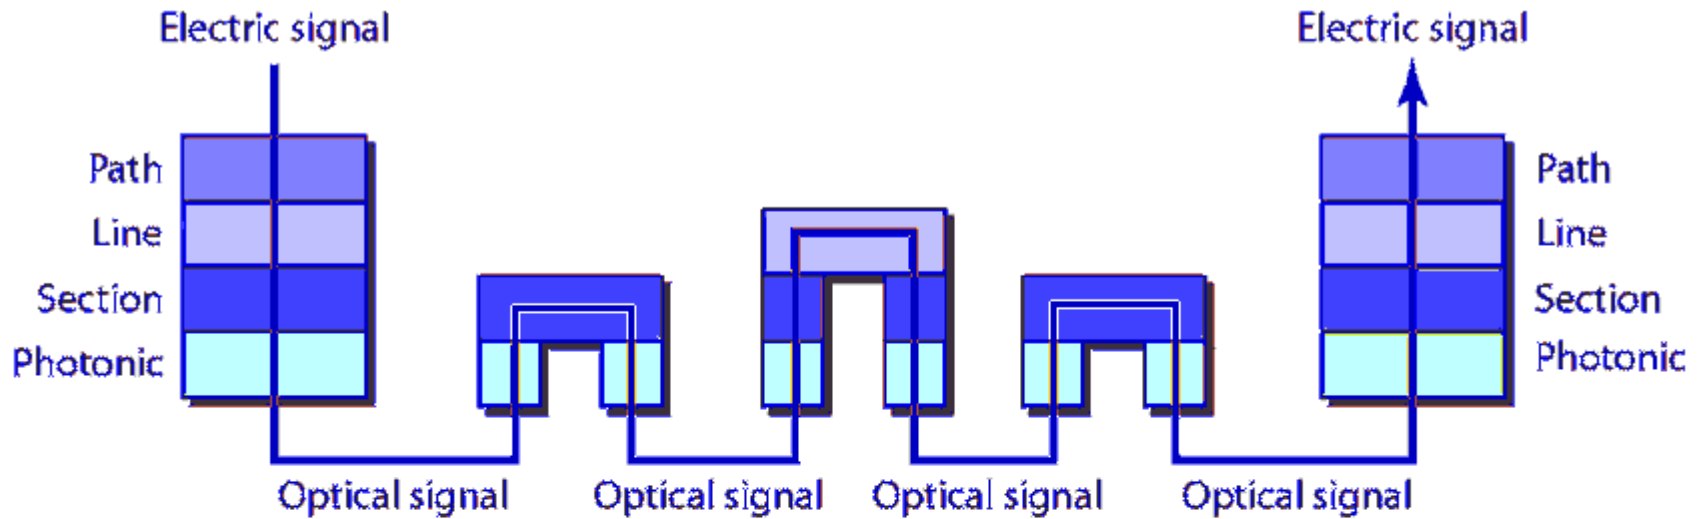 Electric signal
Electric signal
Path
Path
Line
Line
Section
Section
Photonic
Photonic
Optical signal
Optical signal
Optical signal
Optical signal